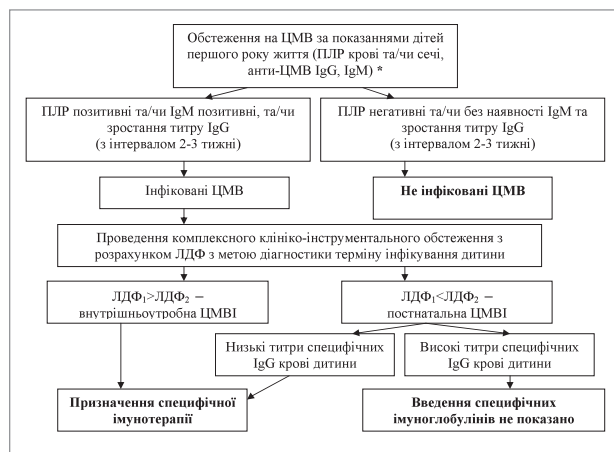 Обстеження на ЦМВ за показаннями дітей
першого року життя (ПЛР крові та/чи сечі,
анти-ЦМВ IgG, IgM) *
ПЛР позитивні та/чи IgM позитивні, та/чи
зростання титру IgG
(з інтервалом 2-3 тижні)
ПЛР негативні та/чи без наявності IgM та
зростання титру IgG
(з інтервалом 2-3 тижні)
Інфіковані ЦМВ
Не інфіковані ЦМВ
Проведення комплексного клініко-інструментального обстеження з
розрахунком ЛДФ з метою діагностики терміну інфікування дитини
ЛДФ₁>ЛДФ₂ –
внутрішньоутробна ЦМВІ
ЛДФ₁<ЛДФ₂ –
постнатальна ЦМВІ
Низькі титри специфічних
IgG крові дитини
Високі титри специфічних
IgG крові дитини
Призначення специфічної
імунотерапії
Введення специфічних
імуноглобулінів не показано